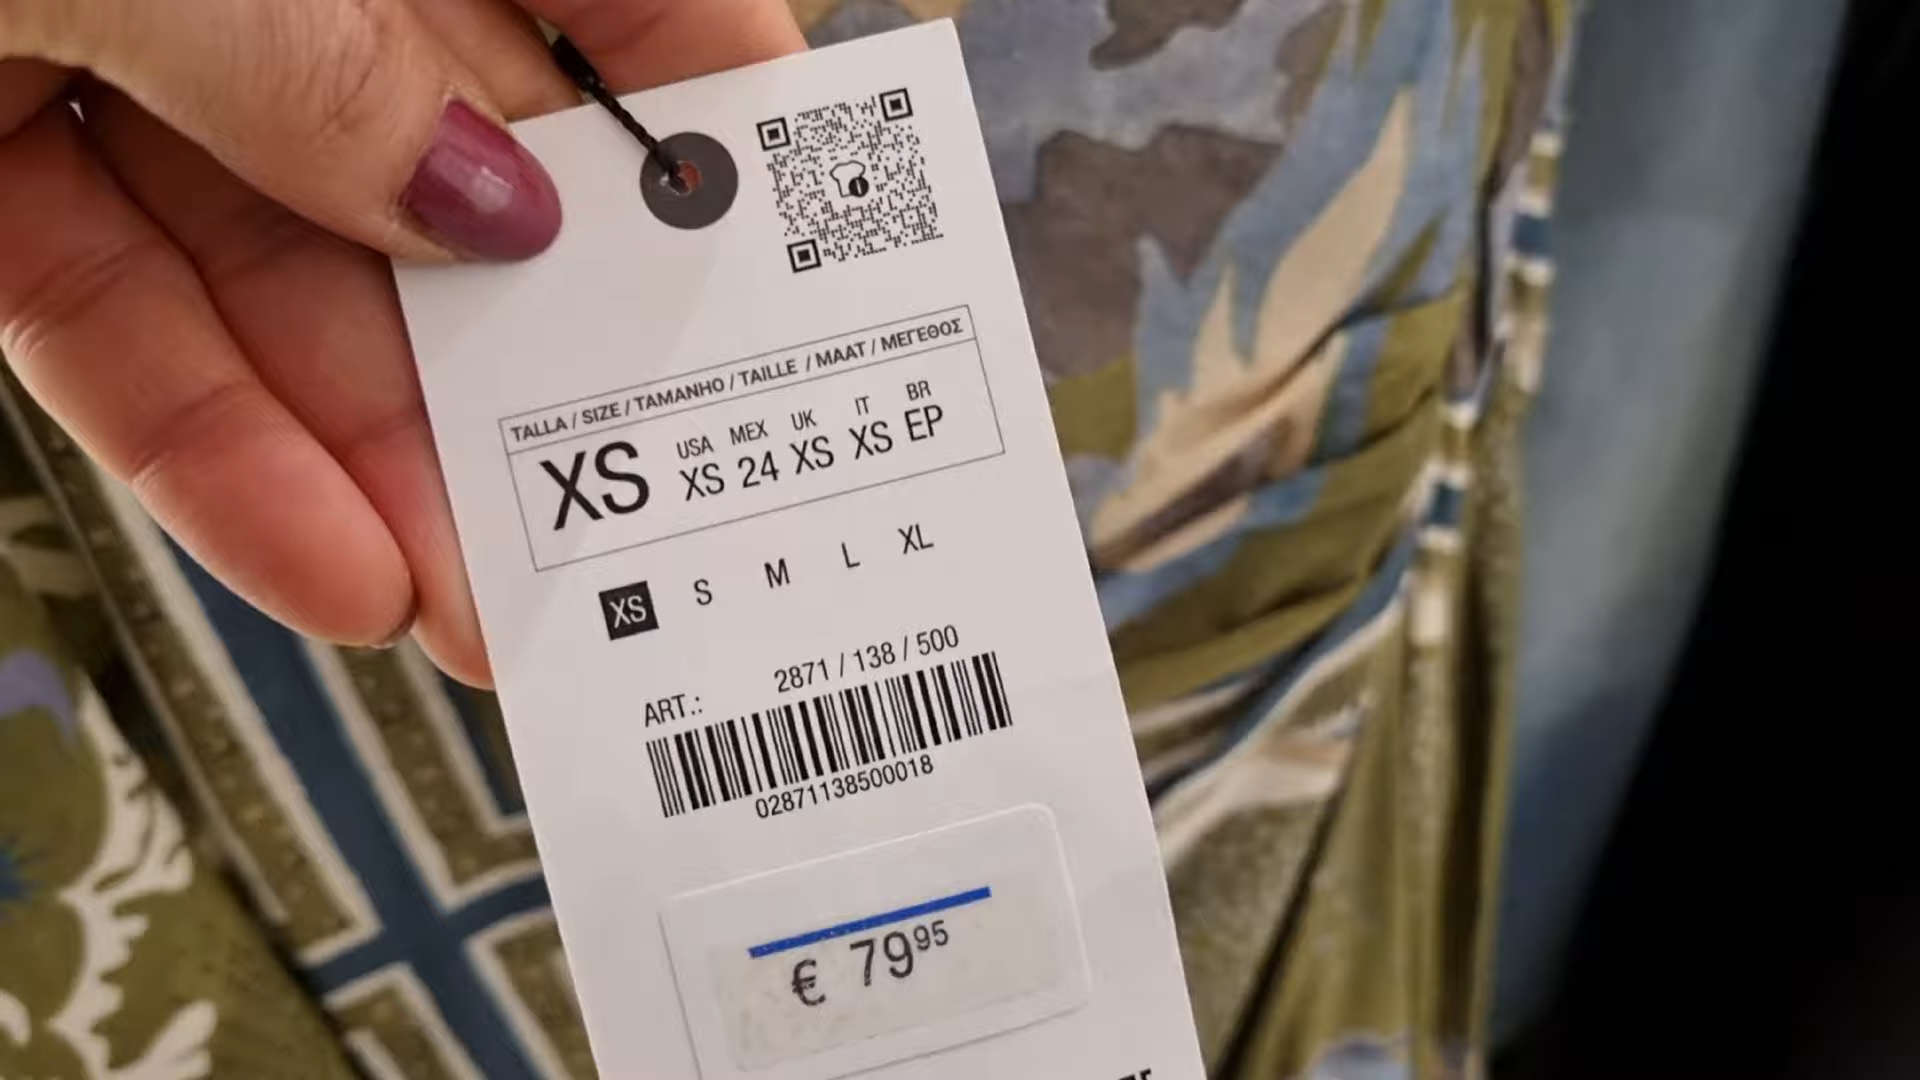 TALLA / SIZE / TAMANHO / TAILLE / MAAT / ΜΕΓΕΘΟΣ
USA MEX UK IT BR
XS XS 24 XS XS EP
XS S M L XL
ART.: 2871 / 138 / 500
02871138500018
€ 79⁹⁵